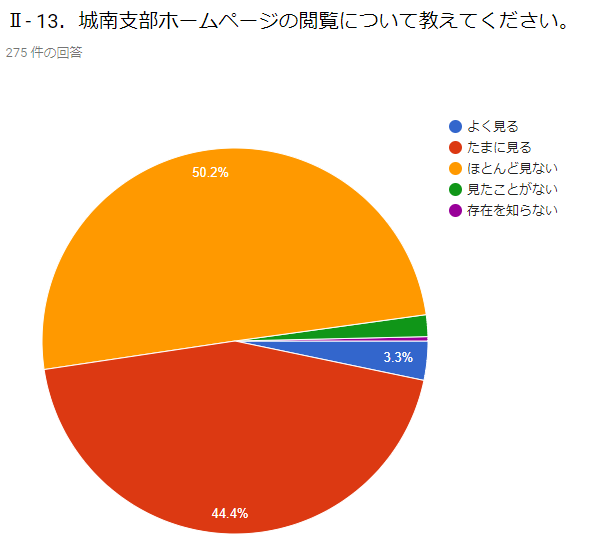 Ⅱ- 13．城南支部ホームページの閲覧について教えてください。
275 件の回答
よく見る
たまに見る
ほとんど見ない
見たことがない
存在を知らない
50.2%
3.3%
44.4%